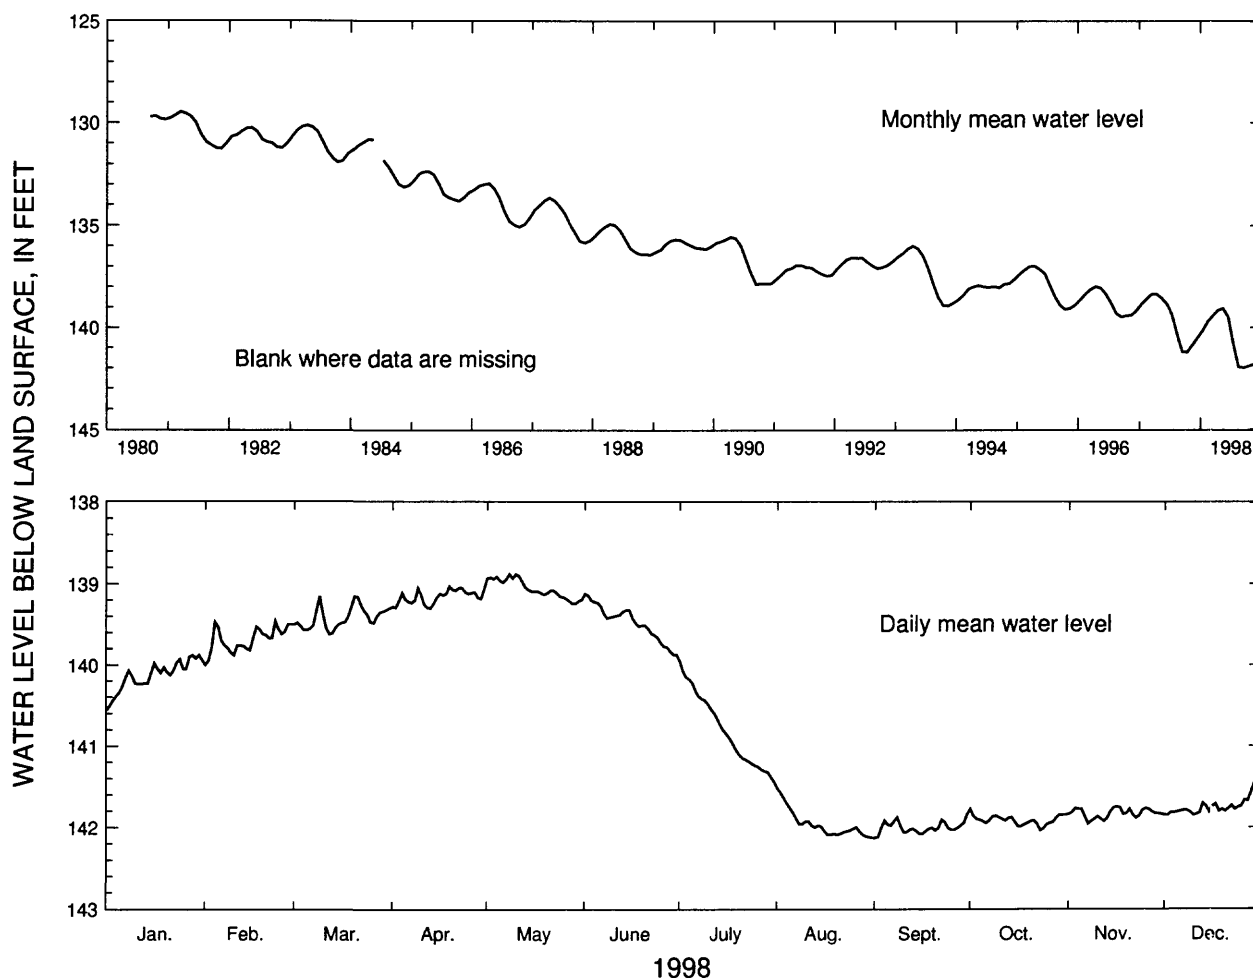 WATER LEVEL BELOW LAND SURFACE, IN FEET
125
130
135
140
145
Monthly mean water level
Blank where data are missing
1980 1982 1984 1986 1988 1990 1992 1994 1996 1998
138
139
140
141
142
143
Daily mean water level
Jan. Feb. Mar. Apr. May June July Aug. Sept. Oct. Nov. Dec.
1998